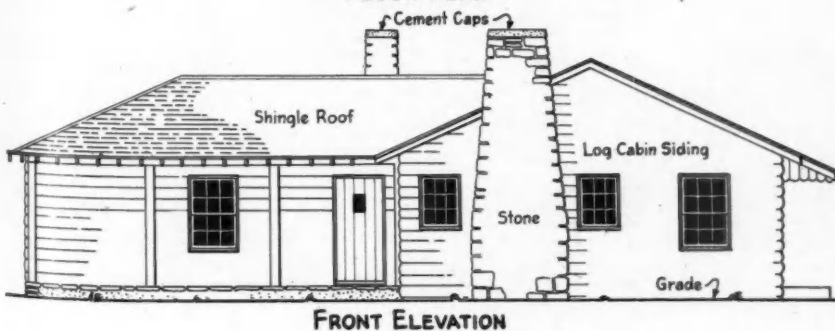 Cement Caps
Shingle Roof
Log Cabin Siding
Stone
Grade
FRONT ELEVATION